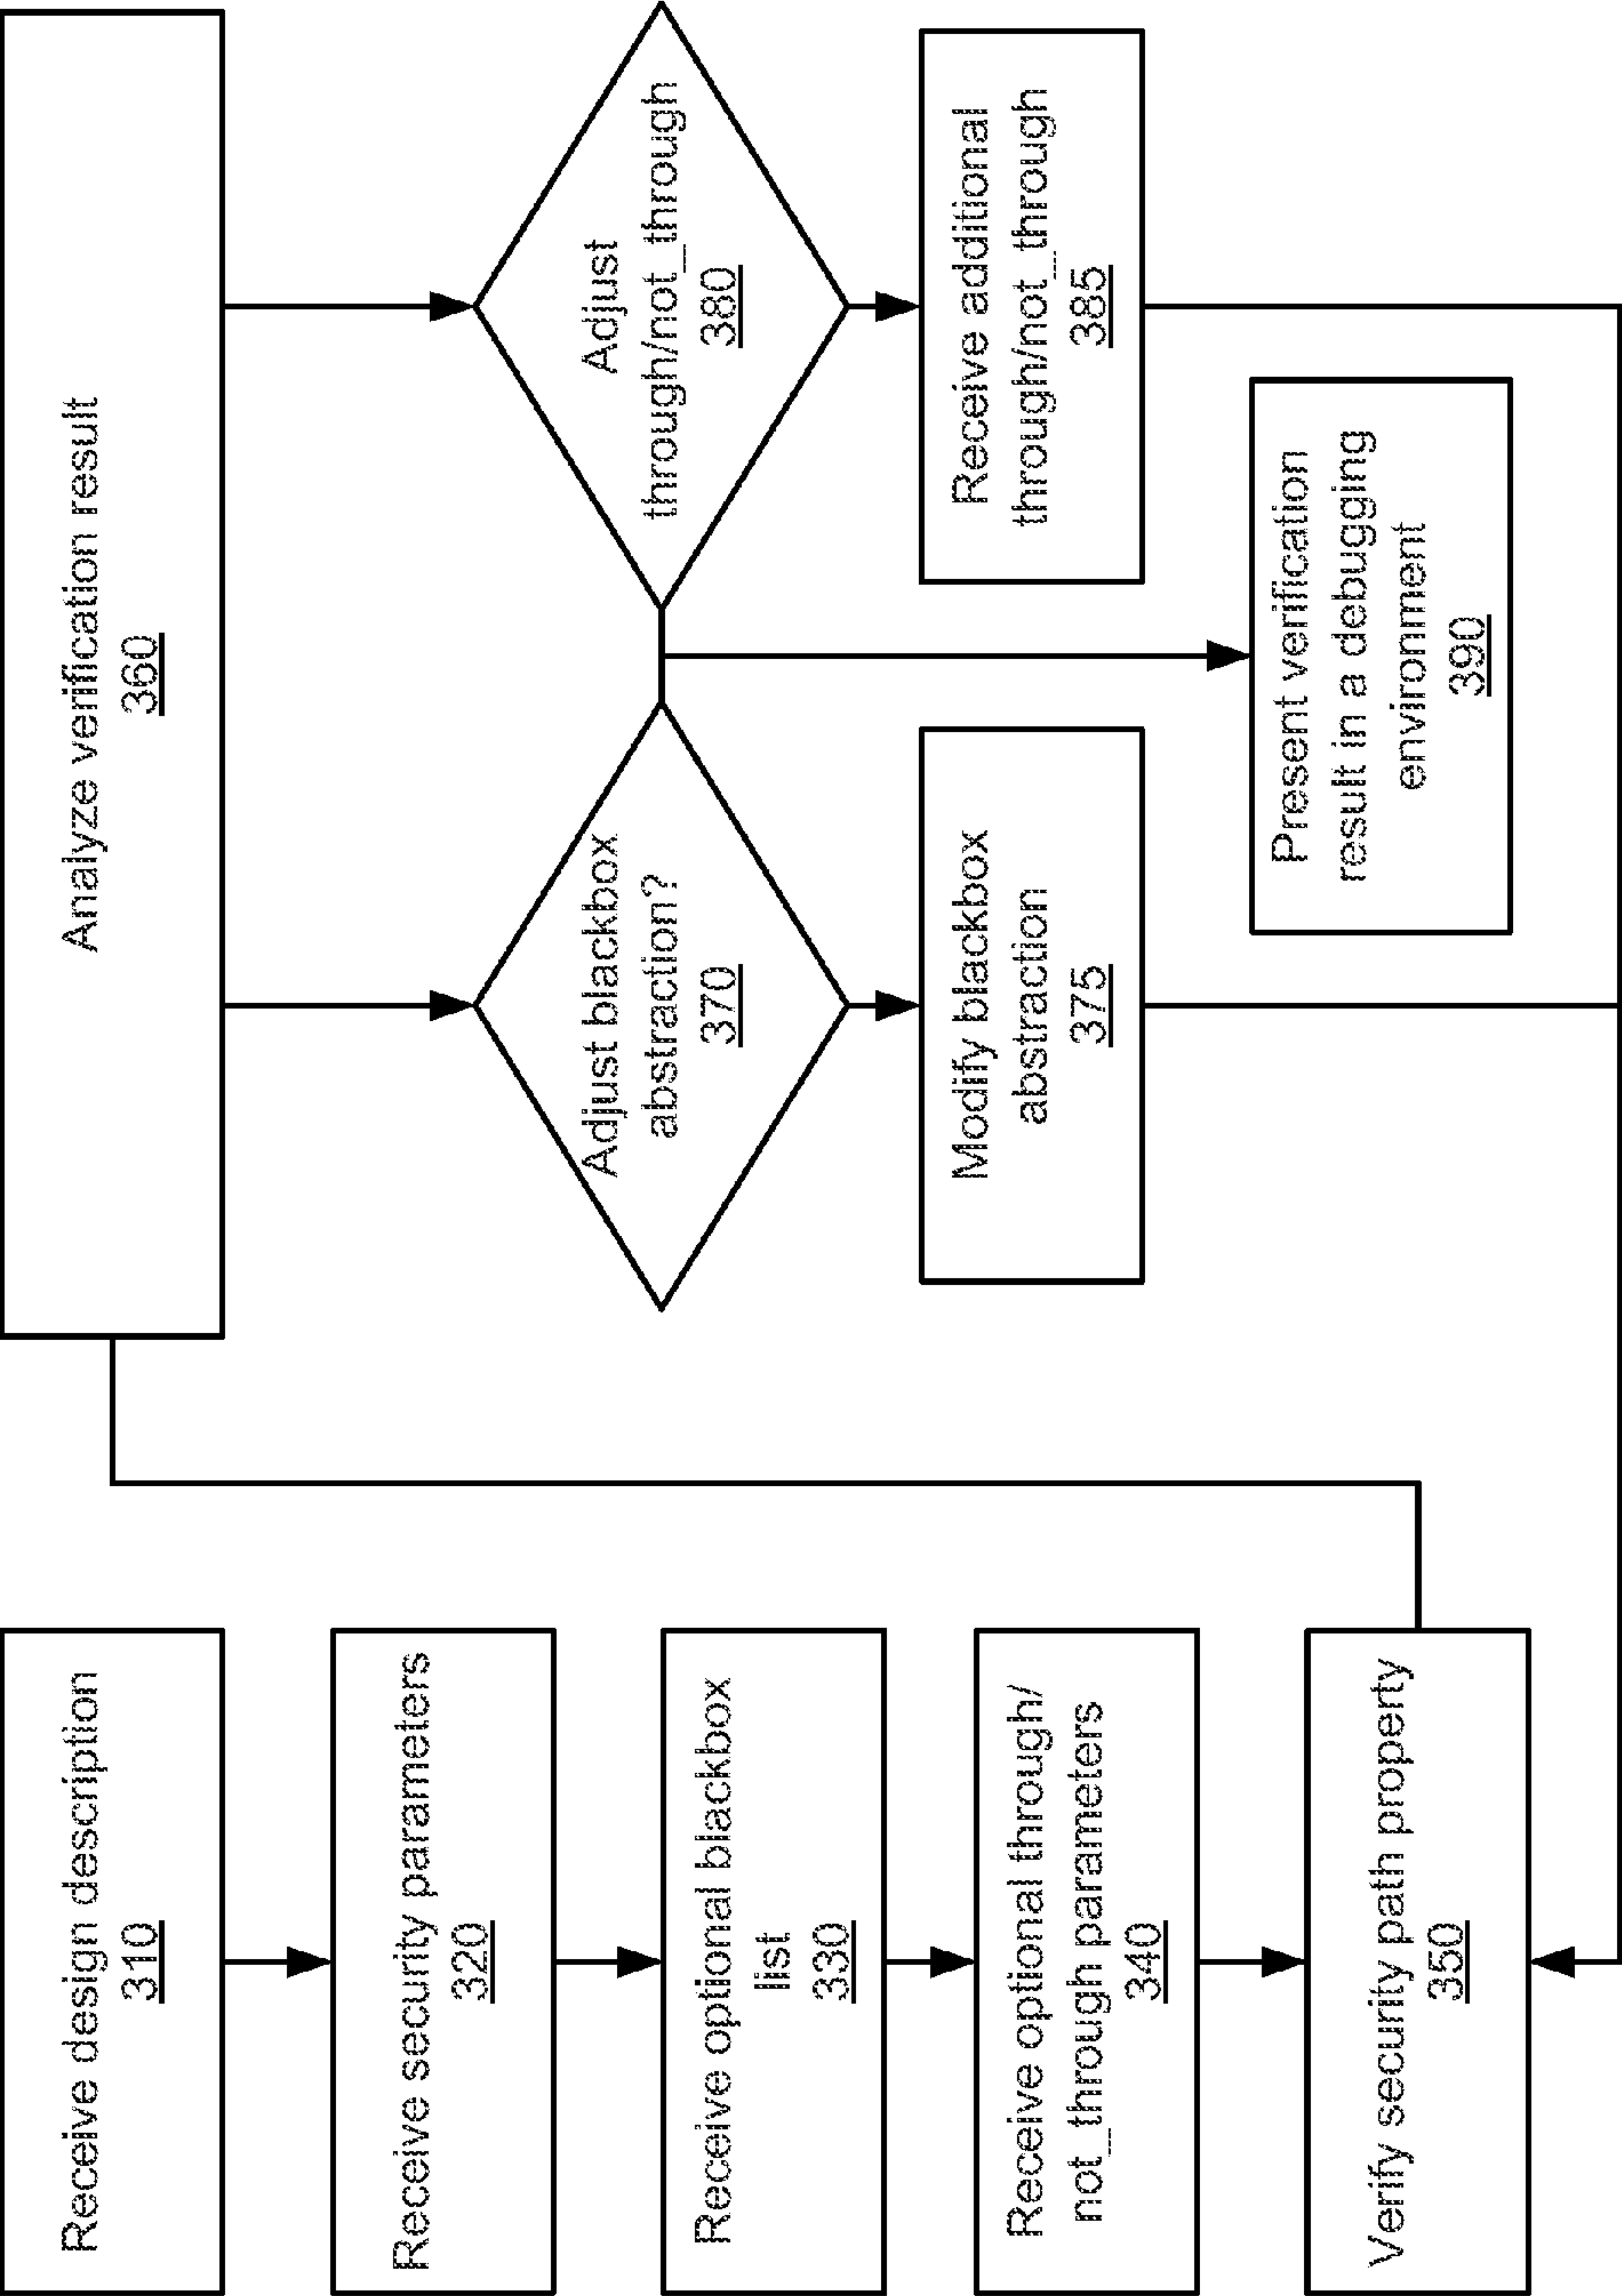 Receive design description
310
Receive security parameters
320
Receive optional blackbox
list
330
Receive optional through/
not_through parameters
340
Verify security path property
350
Analyze verification result
360
Adjust blackbox
abstraction?
370
Modify blackbox
abstraction
375
Adjust
through/not_through
380
Receive additional
through/not_through
385
Present verification
result in a debugging
environment
390